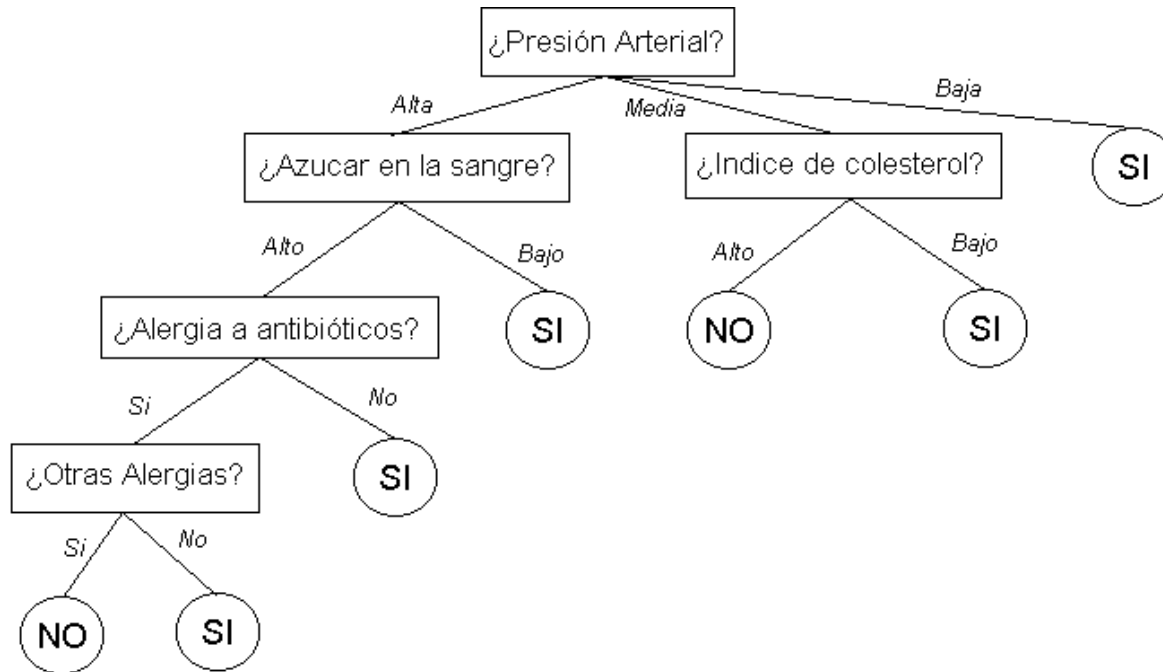 ¿Presión Arterial?
Alta
Media
Baja
¿Azucar en la sangre?
¿Indice de colesterol?
SI
Alto
Bajo
Alto
Bajo
¿Alergia a antibióticos?
SI
NO
SI
Si
No
¿Otras Alergias?
SI
Si
No
NO
SI